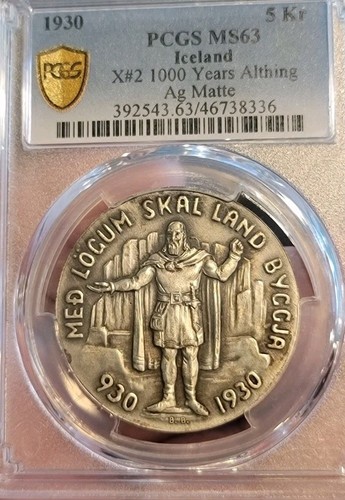 1930 5 Kr
PCGS MS63
Iceland
X#2 1000 Years Althing
Ag Matte
392543.63/46738336
PCGS
MEÐ LÖGUM SKAL LAND BYGGJA
930 1930